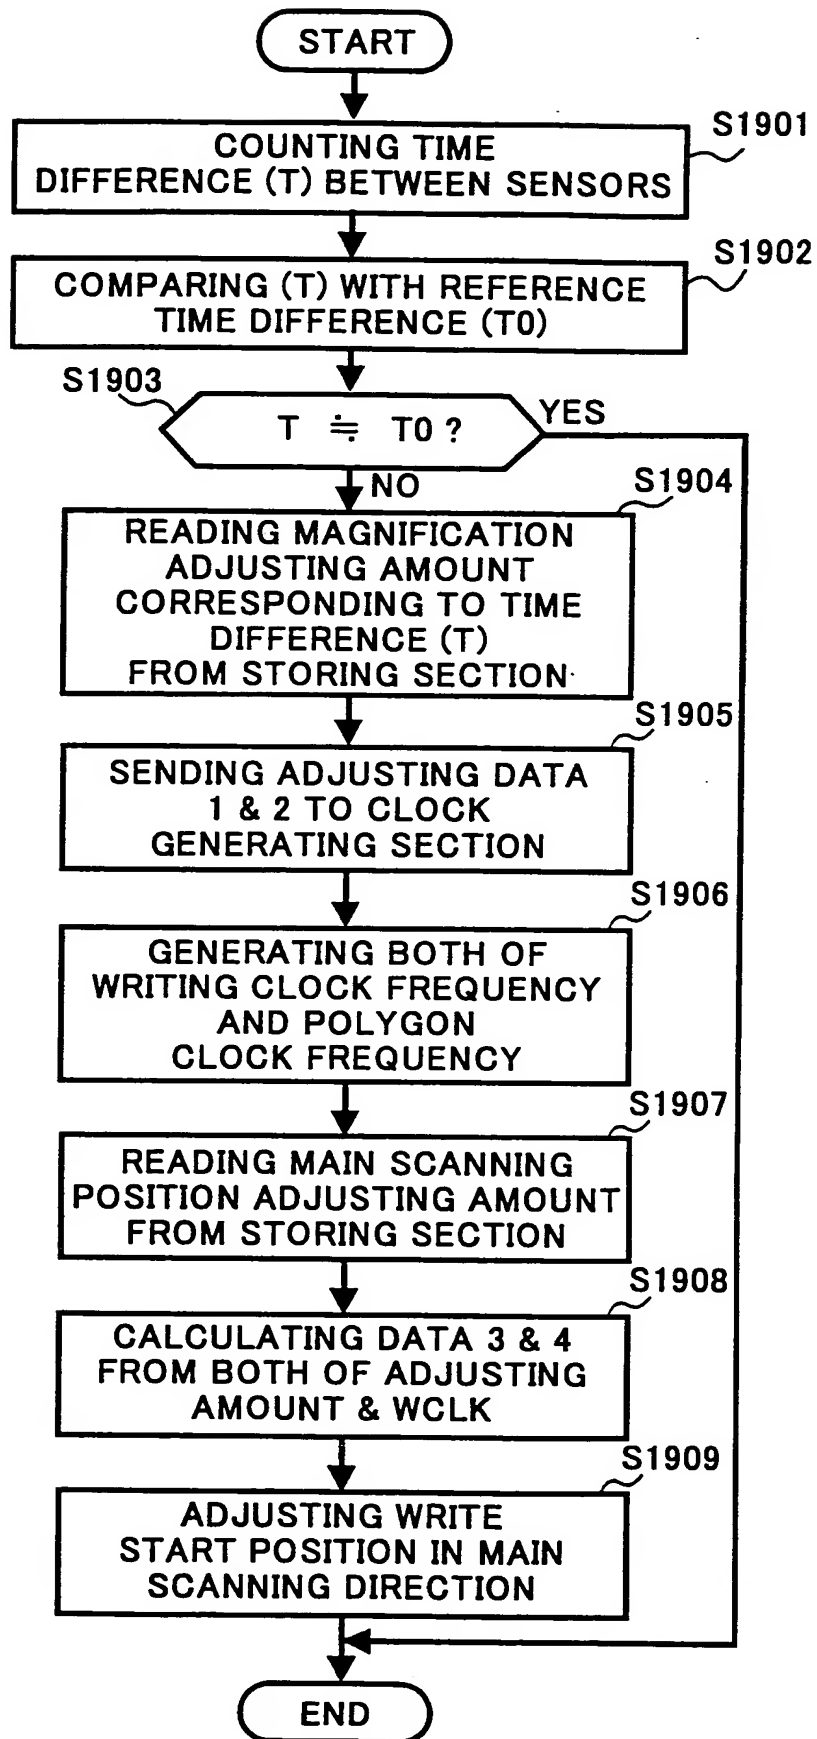 START
S1901
COUNTING TIME
DIFFERENCE (T) BETWEEN SENSORS
S1902
COMPARING (T) WITH REFERENCE
TIME DIFFERENCE (T0)
S1903
T ≒ T0 ?
YES
NO
S1904
READING MAGNIFICATION
ADJUSTING AMOUNT
CORRESPONDING TO TIME
DIFFERENCE (T)
FROM STORING SECTION
S1905
SENDING ADJUSTING DATA
1 & 2 TO CLOCK
GENERATING SECTION
S1906
GENERATING BOTH OF
WRITING CLOCK FREQUENCY
AND POLYGON
CLOCK FREQUENCY
S1907
READING MAIN SCANNING
POSITION ADJUSTING AMOUNT
FROM STORING SECTION
S1908
CALCULATING DATA 3 & 4
FROM BOTH OF ADJUSTING
AMOUNT & WCLK
S1909
ADJUSTING WRITE
START POSITION IN MAIN
SCANNING DIRECTION
END